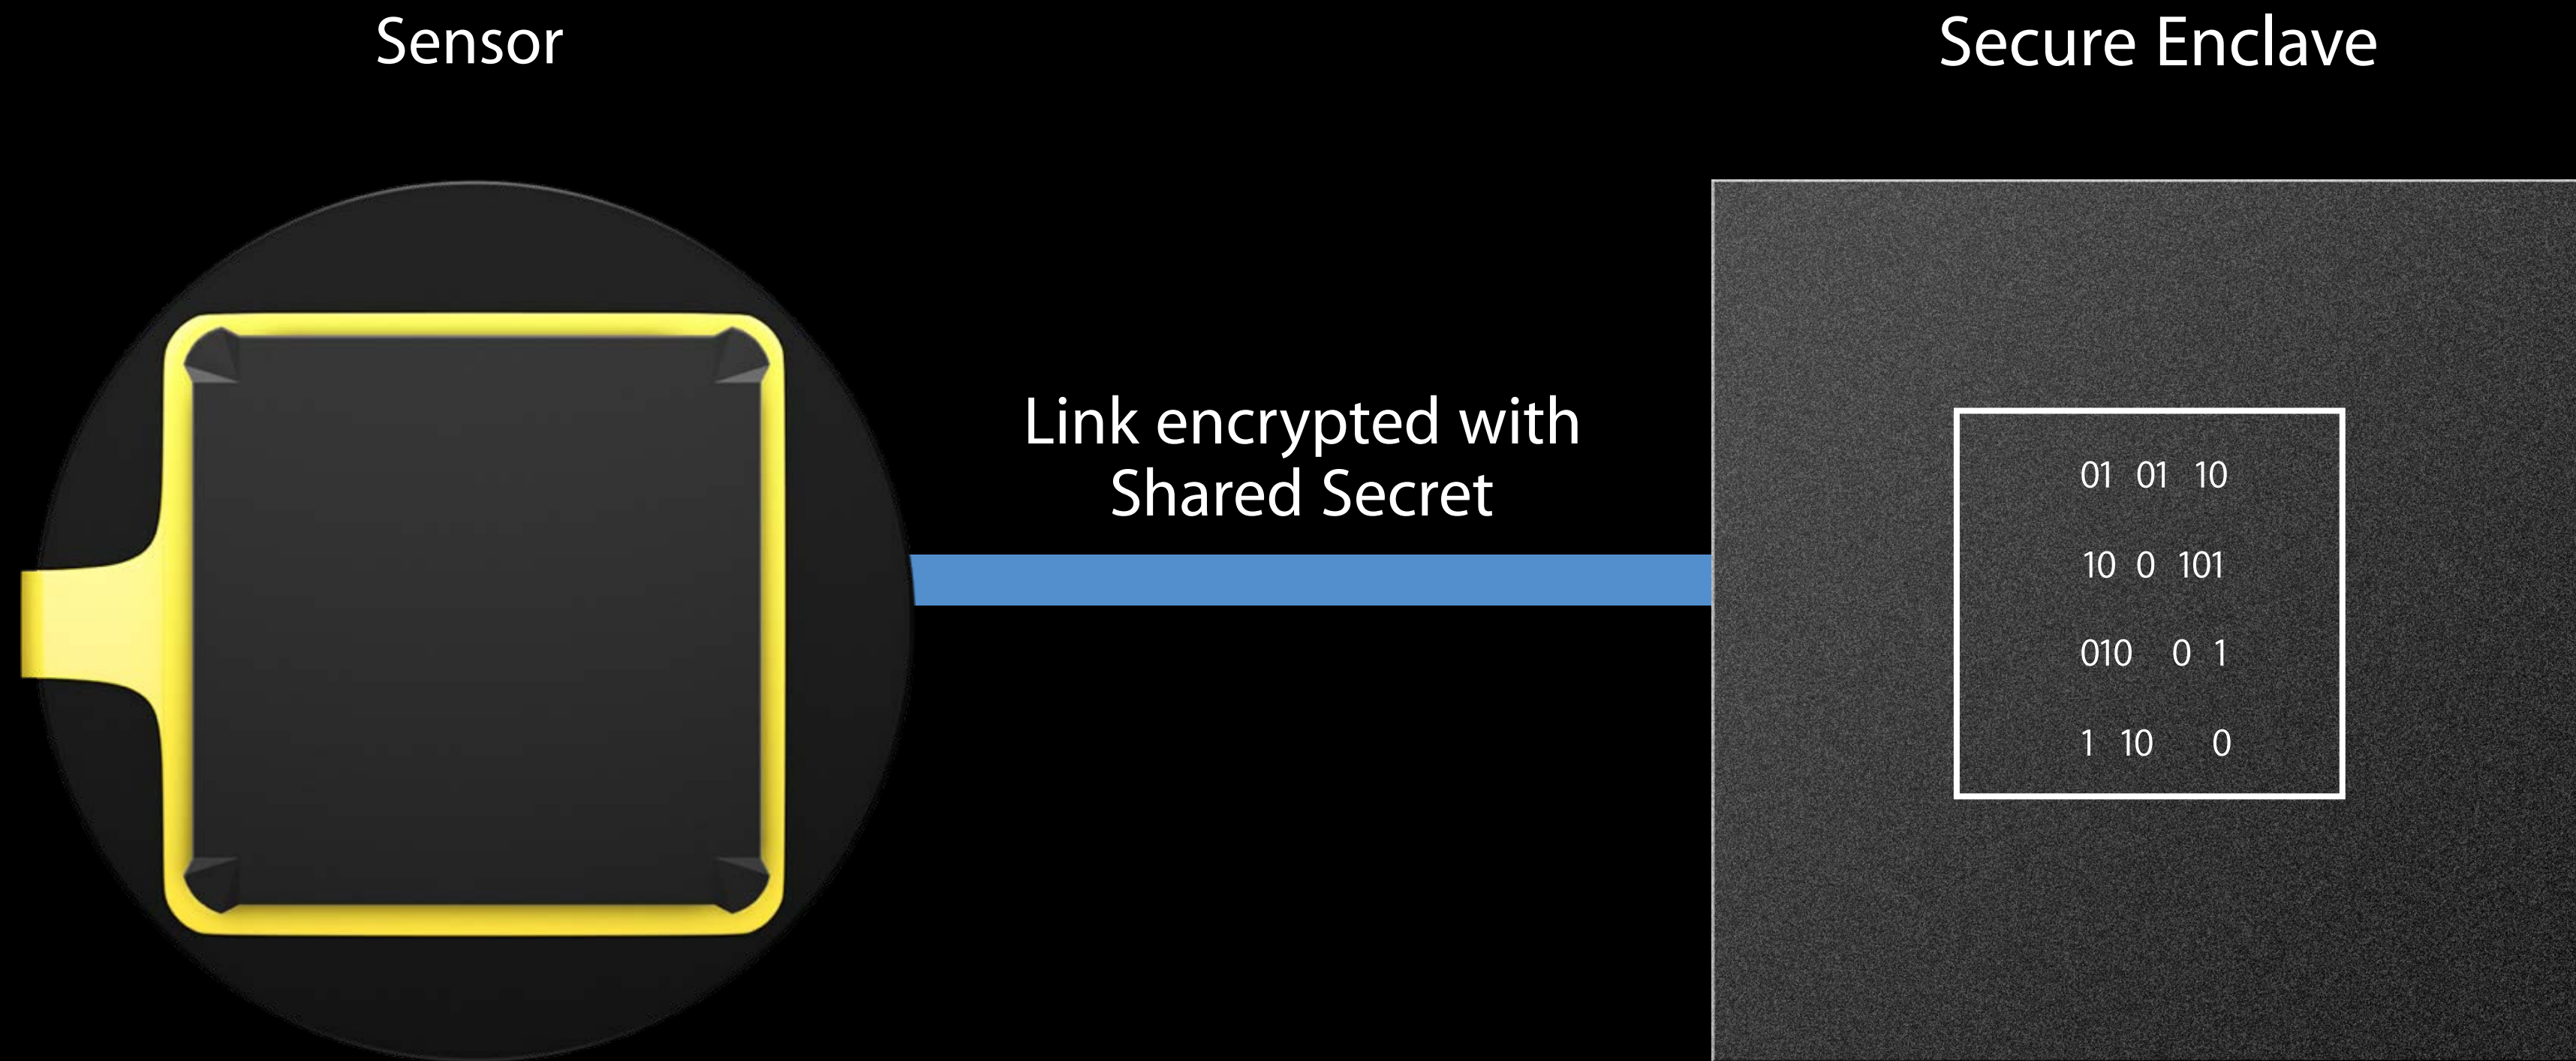 Sensor
Secure Enclave
Link encrypted with
Shared Secret
01 01 10
10 0 101
010 0 1
1 10 0